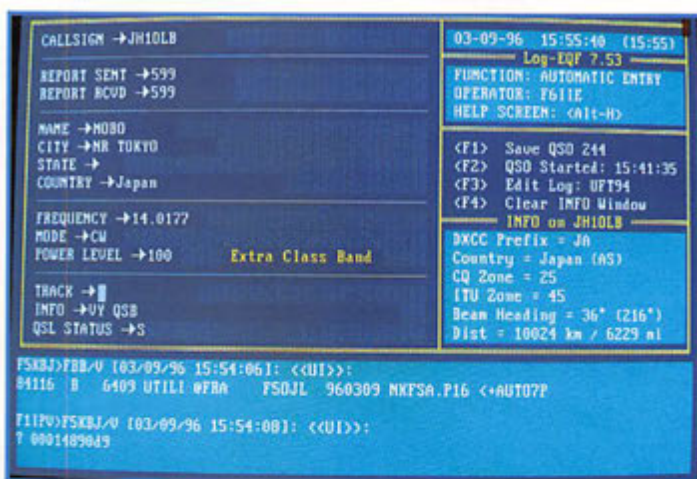 CALLSIGN →JH1OLB
REPORT SENT →599
REPORT RCVD →599
NAME →NOBO
CITY →NR TOKYO
STATE →
COUNTRY →Japan
FREQUENCY →14.0177
MODE →CW
POWER LEVEL →100 Extra Class Band
TRACK →
INFO →VY QSB
QSL STATUS →S
03-09-96 15:55:40 (15:55)
Log-EQF 7.53
FUNCTION: AUTOMATIC ENTRY
OPERATOR: F6IIE
HELP SCREEN: <Alt-H>
<F1> Save QSO 244
<F2> QSO Started: 15:41:35
<F3> Edit Log: UFT94
<F4> Clear INFO Window
INFO on JH1OLB
DXCC Prefix = JA
Country = Japan (AS)
CQ Zone = 25
ITU Zone = 45
Beam Heading = 36° (216°)
Dist = 10024 km / 6229 mi
F5KBJ>FBB/V [03/09/96 15:54:06]: <<UI>>:
84116 B 6409 UTILI @FRA F5OJL 960309 NKFSA.P16 <+AUTO7P
F1IPV>F5KBJ/V [03/09/96 15:54:08]: <<UI>>:
? 00014890d9